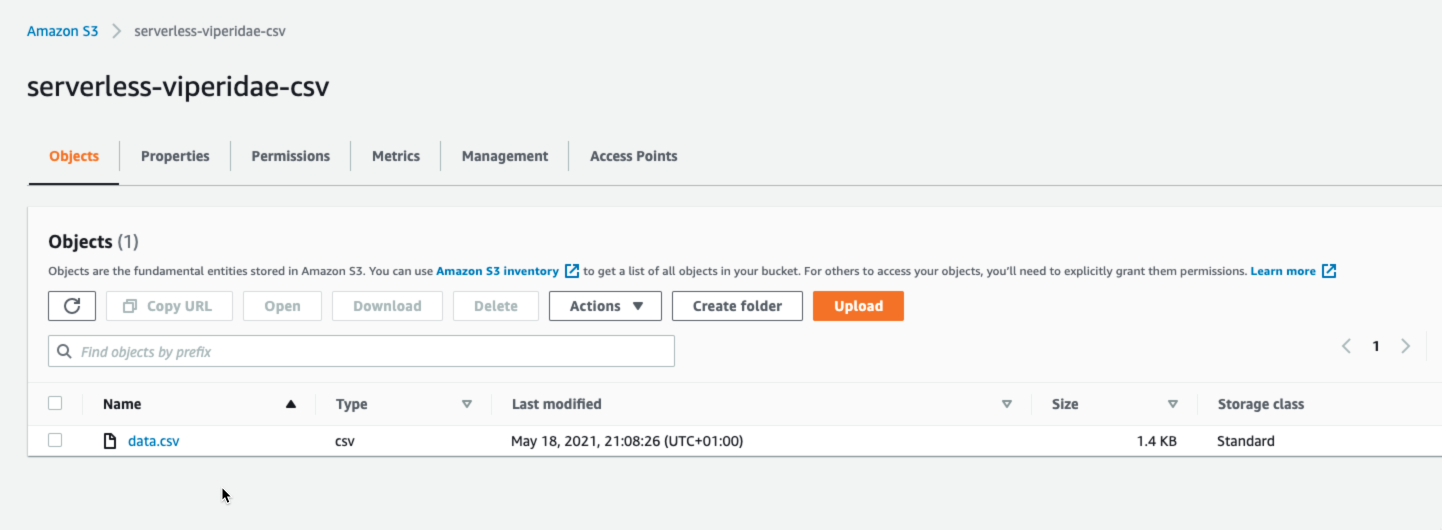 Amazon S3 > serverless-viperidae-csv
serverless-viperidae-csv
Objects Properties Permissions Metrics Management Access Points
Objects (1)
Objects are the fundamental entities stored in Amazon S3. You can use Amazon S3 inventory to get a list of all objects in your bucket. For others to access your objects, you'll need to explicitly grant them permissions. Learn more
Copy URL Open Download Delete Actions Create folder Upload
Find objects by prefix 1
Name Type Last modified Size Storage class
data.csv csv May 18, 2021, 21:08:26 (UTC+01:00) 1.4 KB Standard